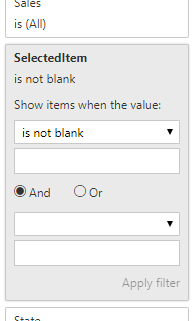 Sales
is (All)
SelectedItem
is not blank
Show items when the value:
is not blank
And Or
Apply filter
State